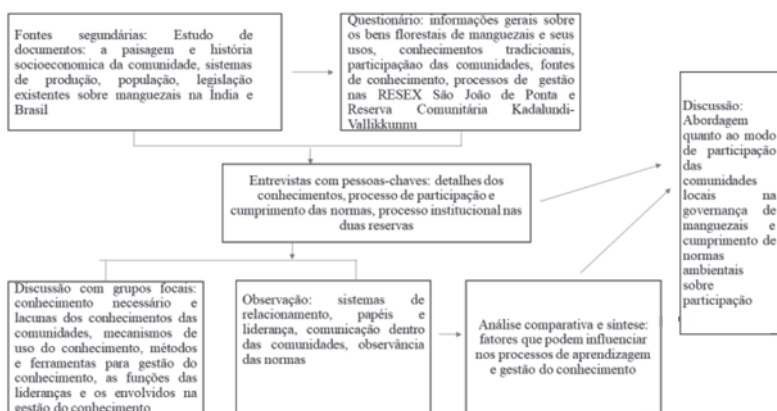 Fontes segundárias: Estudo de
documentos: a paisagem e história
socioeconomica da comunidade, sistemas
de produção, população, legislação
existentes sobre manguezais na Índia e
Brasil
Questionário: informações gerais sobre
os bens florestais de manguezais e seus
usos, conhecimentos tradicioanis,
participaçãao das comunidades, fontes
de conhecimento, processos de gestão
nas RESEX São João de Ponta e
Reserva Comunitária Kadalundi-
Vallikkunnu
Entrevistas com pessoas-chaves: detalhes dos
conhecimentos, processo de participação e
cumprimento das normas, processo institucional nas
duas reservas
Discussão:
Abordagem
quanto ao modo
de participação
das
comunidades
locais na
governança de
manguezais e
cumprimento de
normas
ambientais
sobre
participação
Discussão com grupos focais:
conhecimento necessário e
lacunas dos conhecimentos das
comunidades, mecanismos de
uso do conhecimento, métodos
e ferramentas para gestão do
conhecimento, as funções das
lideranças e os envolvidos na
gestão do conhecimento
Observação: sistemas de
relacionamento, papéis e
liderança, comunicação dentro
das comunidades, observância
das normas
Análise comparativa e síntese:
fatores que podem influenciar
nos processos de aprendizagem
e gestão do conhecimento